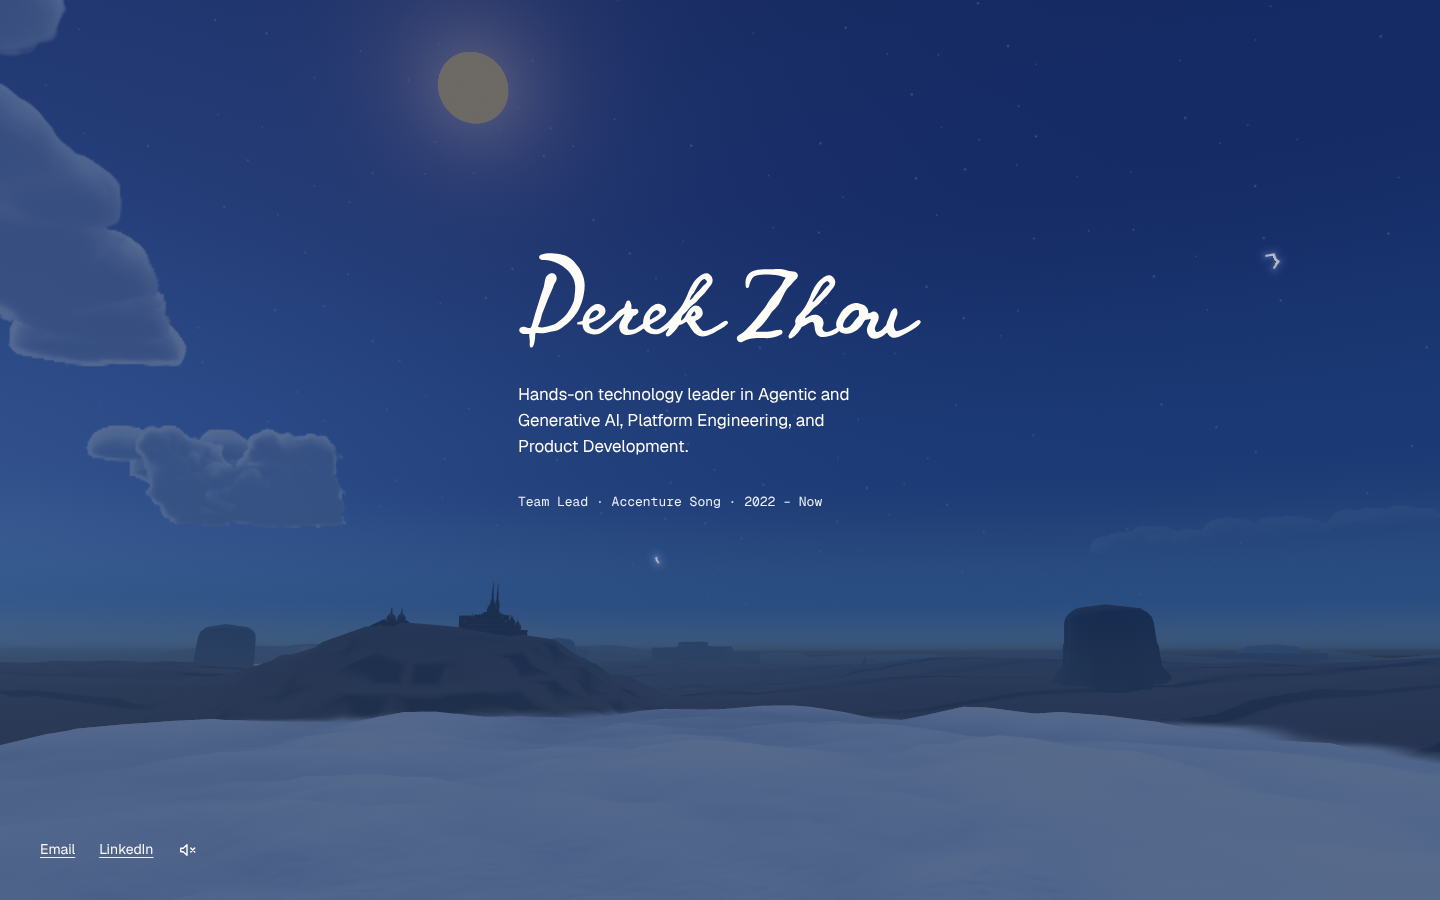 Derek Zhou
Hands-on technology leader in Agentic and
Generative AI, Platform Engineering, and
Product Development.
Team Lead · Accenture Song · 2022 – Now
Email LinkedIn